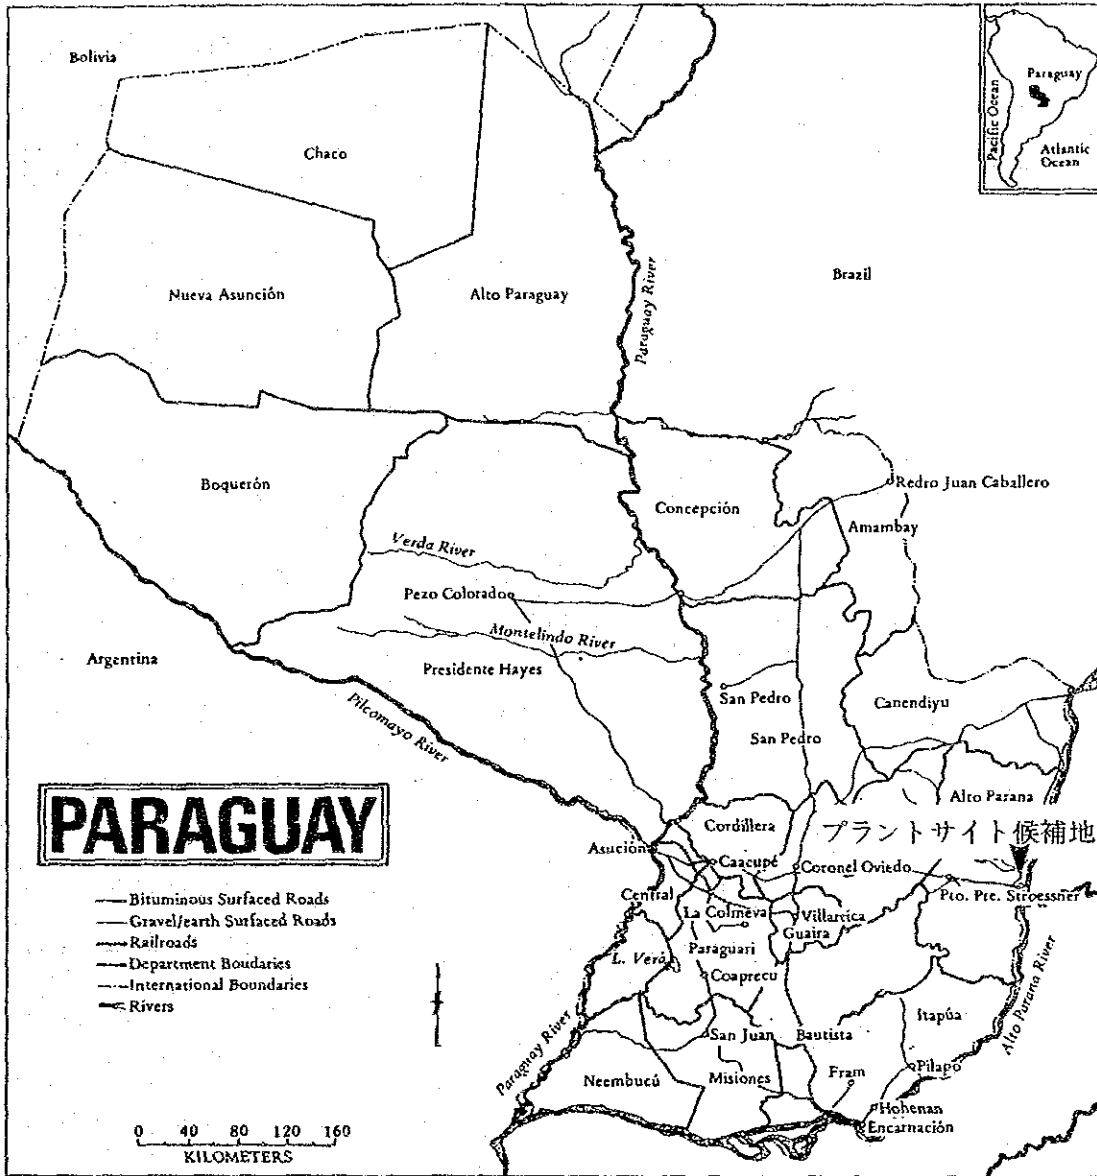 Bolivia
Paraguay
Pacific Ocean
Atlantic
Ocean
Chaco
Nueva Asunción
Alto Paraguay
Paraguay River
Brazil
Boquerón
Concepción
Redro Juan Caballero
Amambay
Verda River
Pezo Colorado
Montelindo River
Argentina
Presidente Hayes
San Pedro
Canendiyu
San Pedro
Pilcomayo River
PARAGUAY
Alto Parana
Cordillera
プラントサイト候補地
Asución
Caacupé
Coronel Oviedo
Pto. Pte. Stroessner
Central
La Colmeva
Villarrica
Guaira
Bituminous Surfaced Roads
Gravel/earth Surfaced Roads
Railroads
Department Boudaries
International Boundaries
Rivers
Paraguari
L. Verá
Coaprecu
Itapúa
Alto Parana River
San Juan
Bautista
Paraguay River
Neembucú
Misiones
Fram
Pilapo
Hohenan
Encarnación
0 40 80 120 160
KILOMETERS